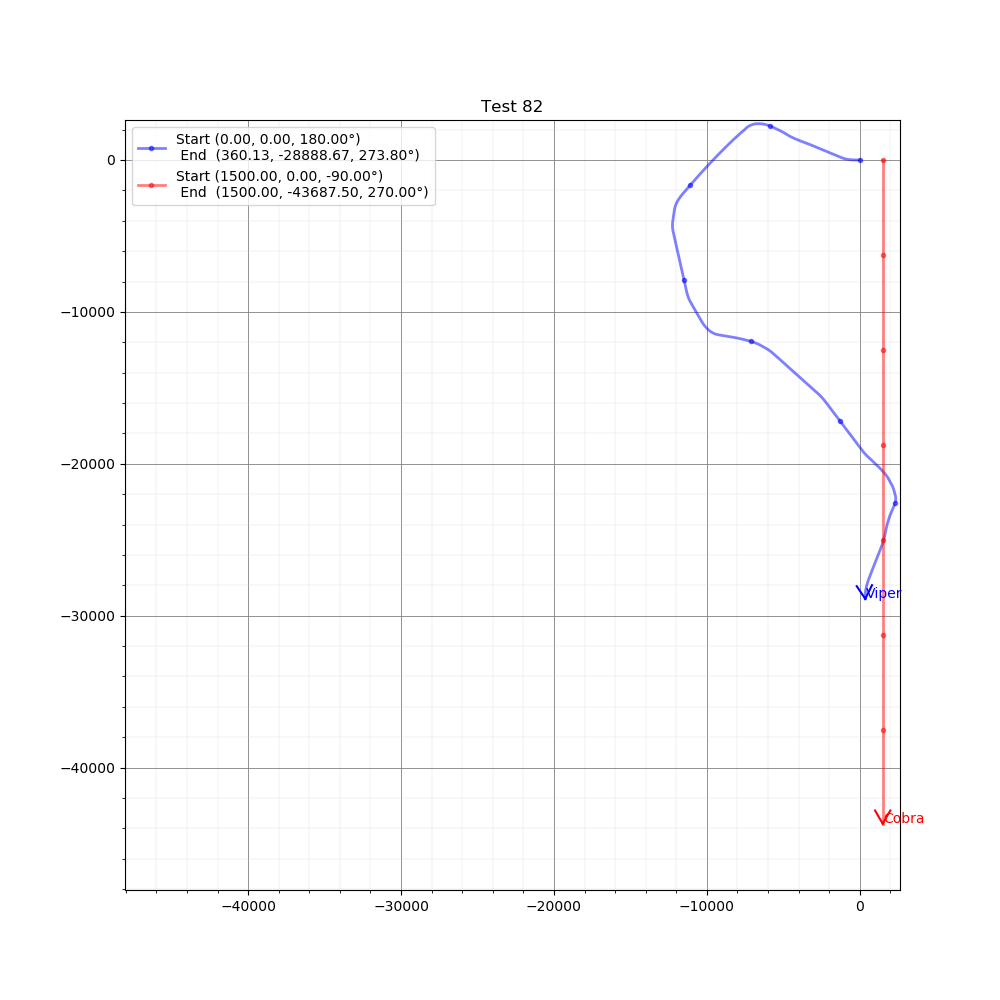 Test 82
Start (0.00, 0.00, 180.00°)
End (360.13, -28888.67, 273.80°)
Start (1500.00, 0.00, -90.00°)
End (1500.00, -43687.50, 270.00°)
0
−10000
−20000
−30000
−40000
Viper
Cobra
−40000 −30000 −20000 −10000 0